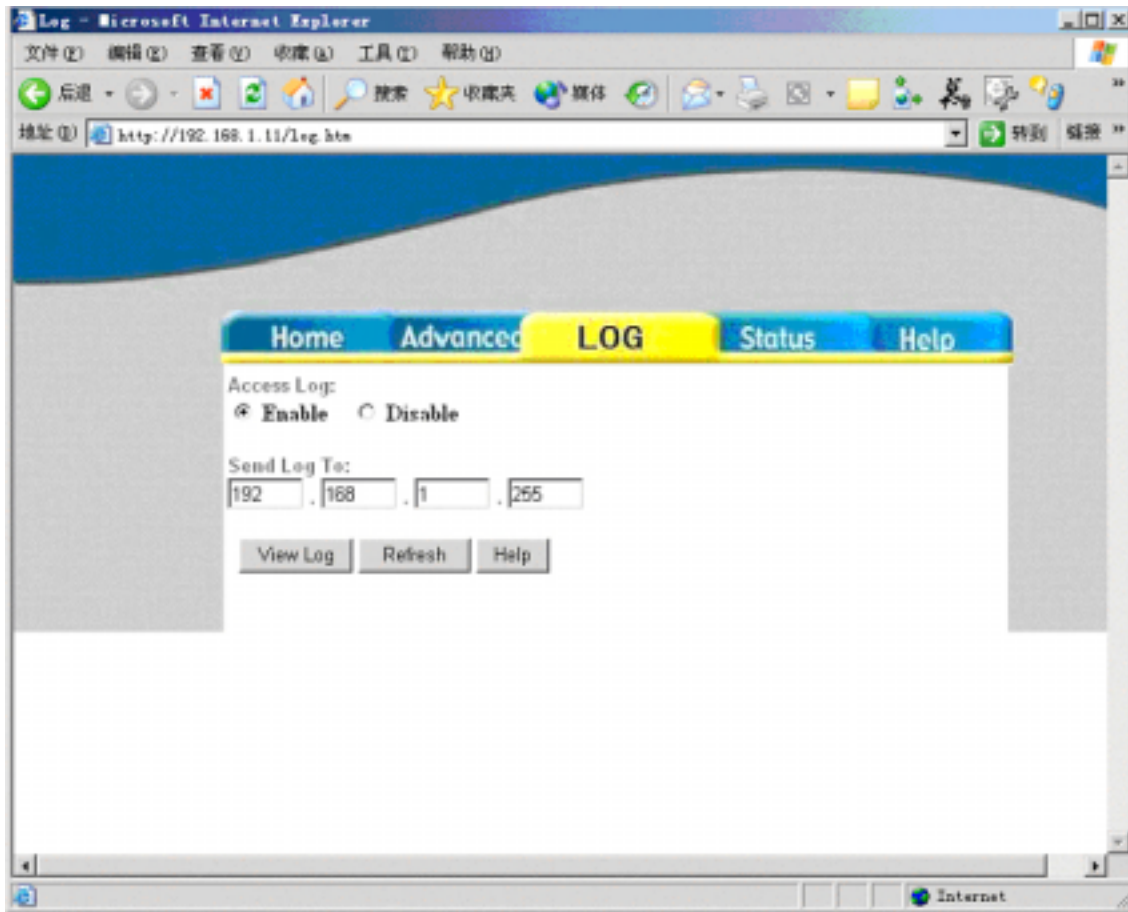 Log - Microsoft Internet Explorer
文件(F) 编辑(E) 查看(V) 收藏(A) 工具(T) 帮助(H)
后退 搜索 收藏夹 媒体
地址(D) http://192.168.1.11/log.htm 转到 链接 »
Home Advanced LOG Status Help
Access Log:
Enable Disable
Send Log To:
192 . 168 . 1 . 255
View Log Refresh Help
Internet